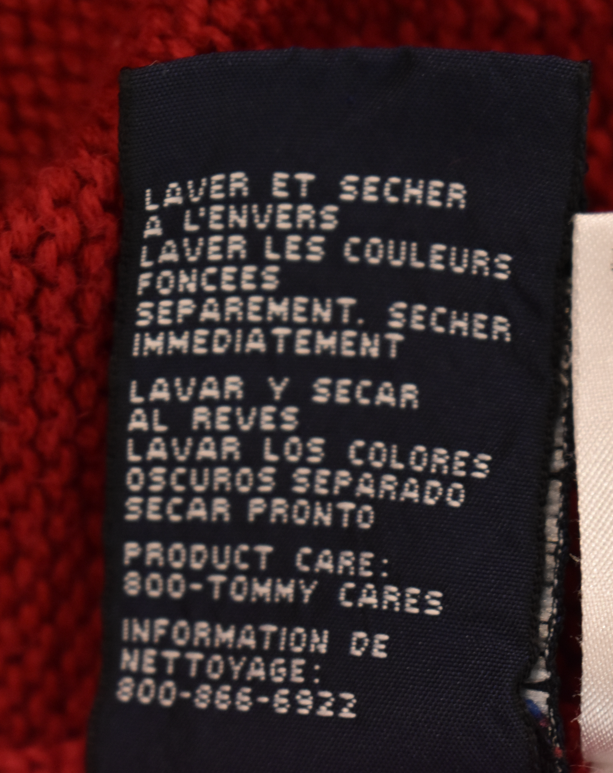 LAVER ET SECHER
A L'ENVERS
LAVER LES COULEURS
FONCEES
SEPAREMENT. SECHER
IMMEDIATEMENT
LAVAR Y SECAR
AL REVES
LAVAR LOS COLORES
OSCUROS SEPARADO
SECAR PRONTO
PRODUCT CARE:
800-TOMMY CARES
INFORMATION DE
NETTOYAGE:
800-866-6922